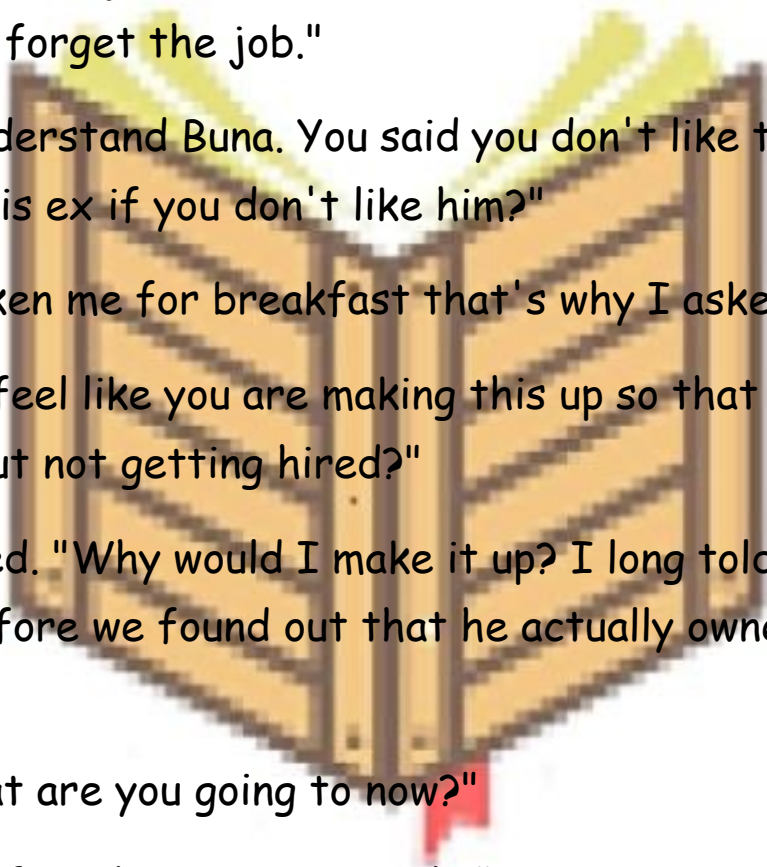 forget the job."
derstand Buna. You said you don't like t
is ex if you don't like him?"
ken me for breakfast that's why I aske
feel like you are making this up so that
ut not getting hired?"
ed. "Why would I make it up? I long told
fore we found out that he actually owne
at are you going to now?"